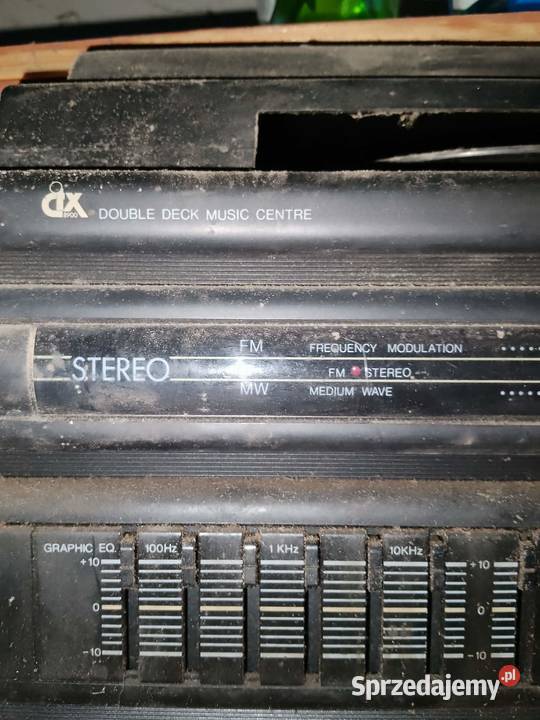 dx
DOUBLE DECK MUSIC CENTRE
FM FREQUENCY MODULATION
STEREO FM STEREO
MW MEDIUM WAVE
GRAPHIC EQ. 100Hz 1 KHz 10KHz
+10 +10
0 0
-10 -10
Sprzedajemy.pl